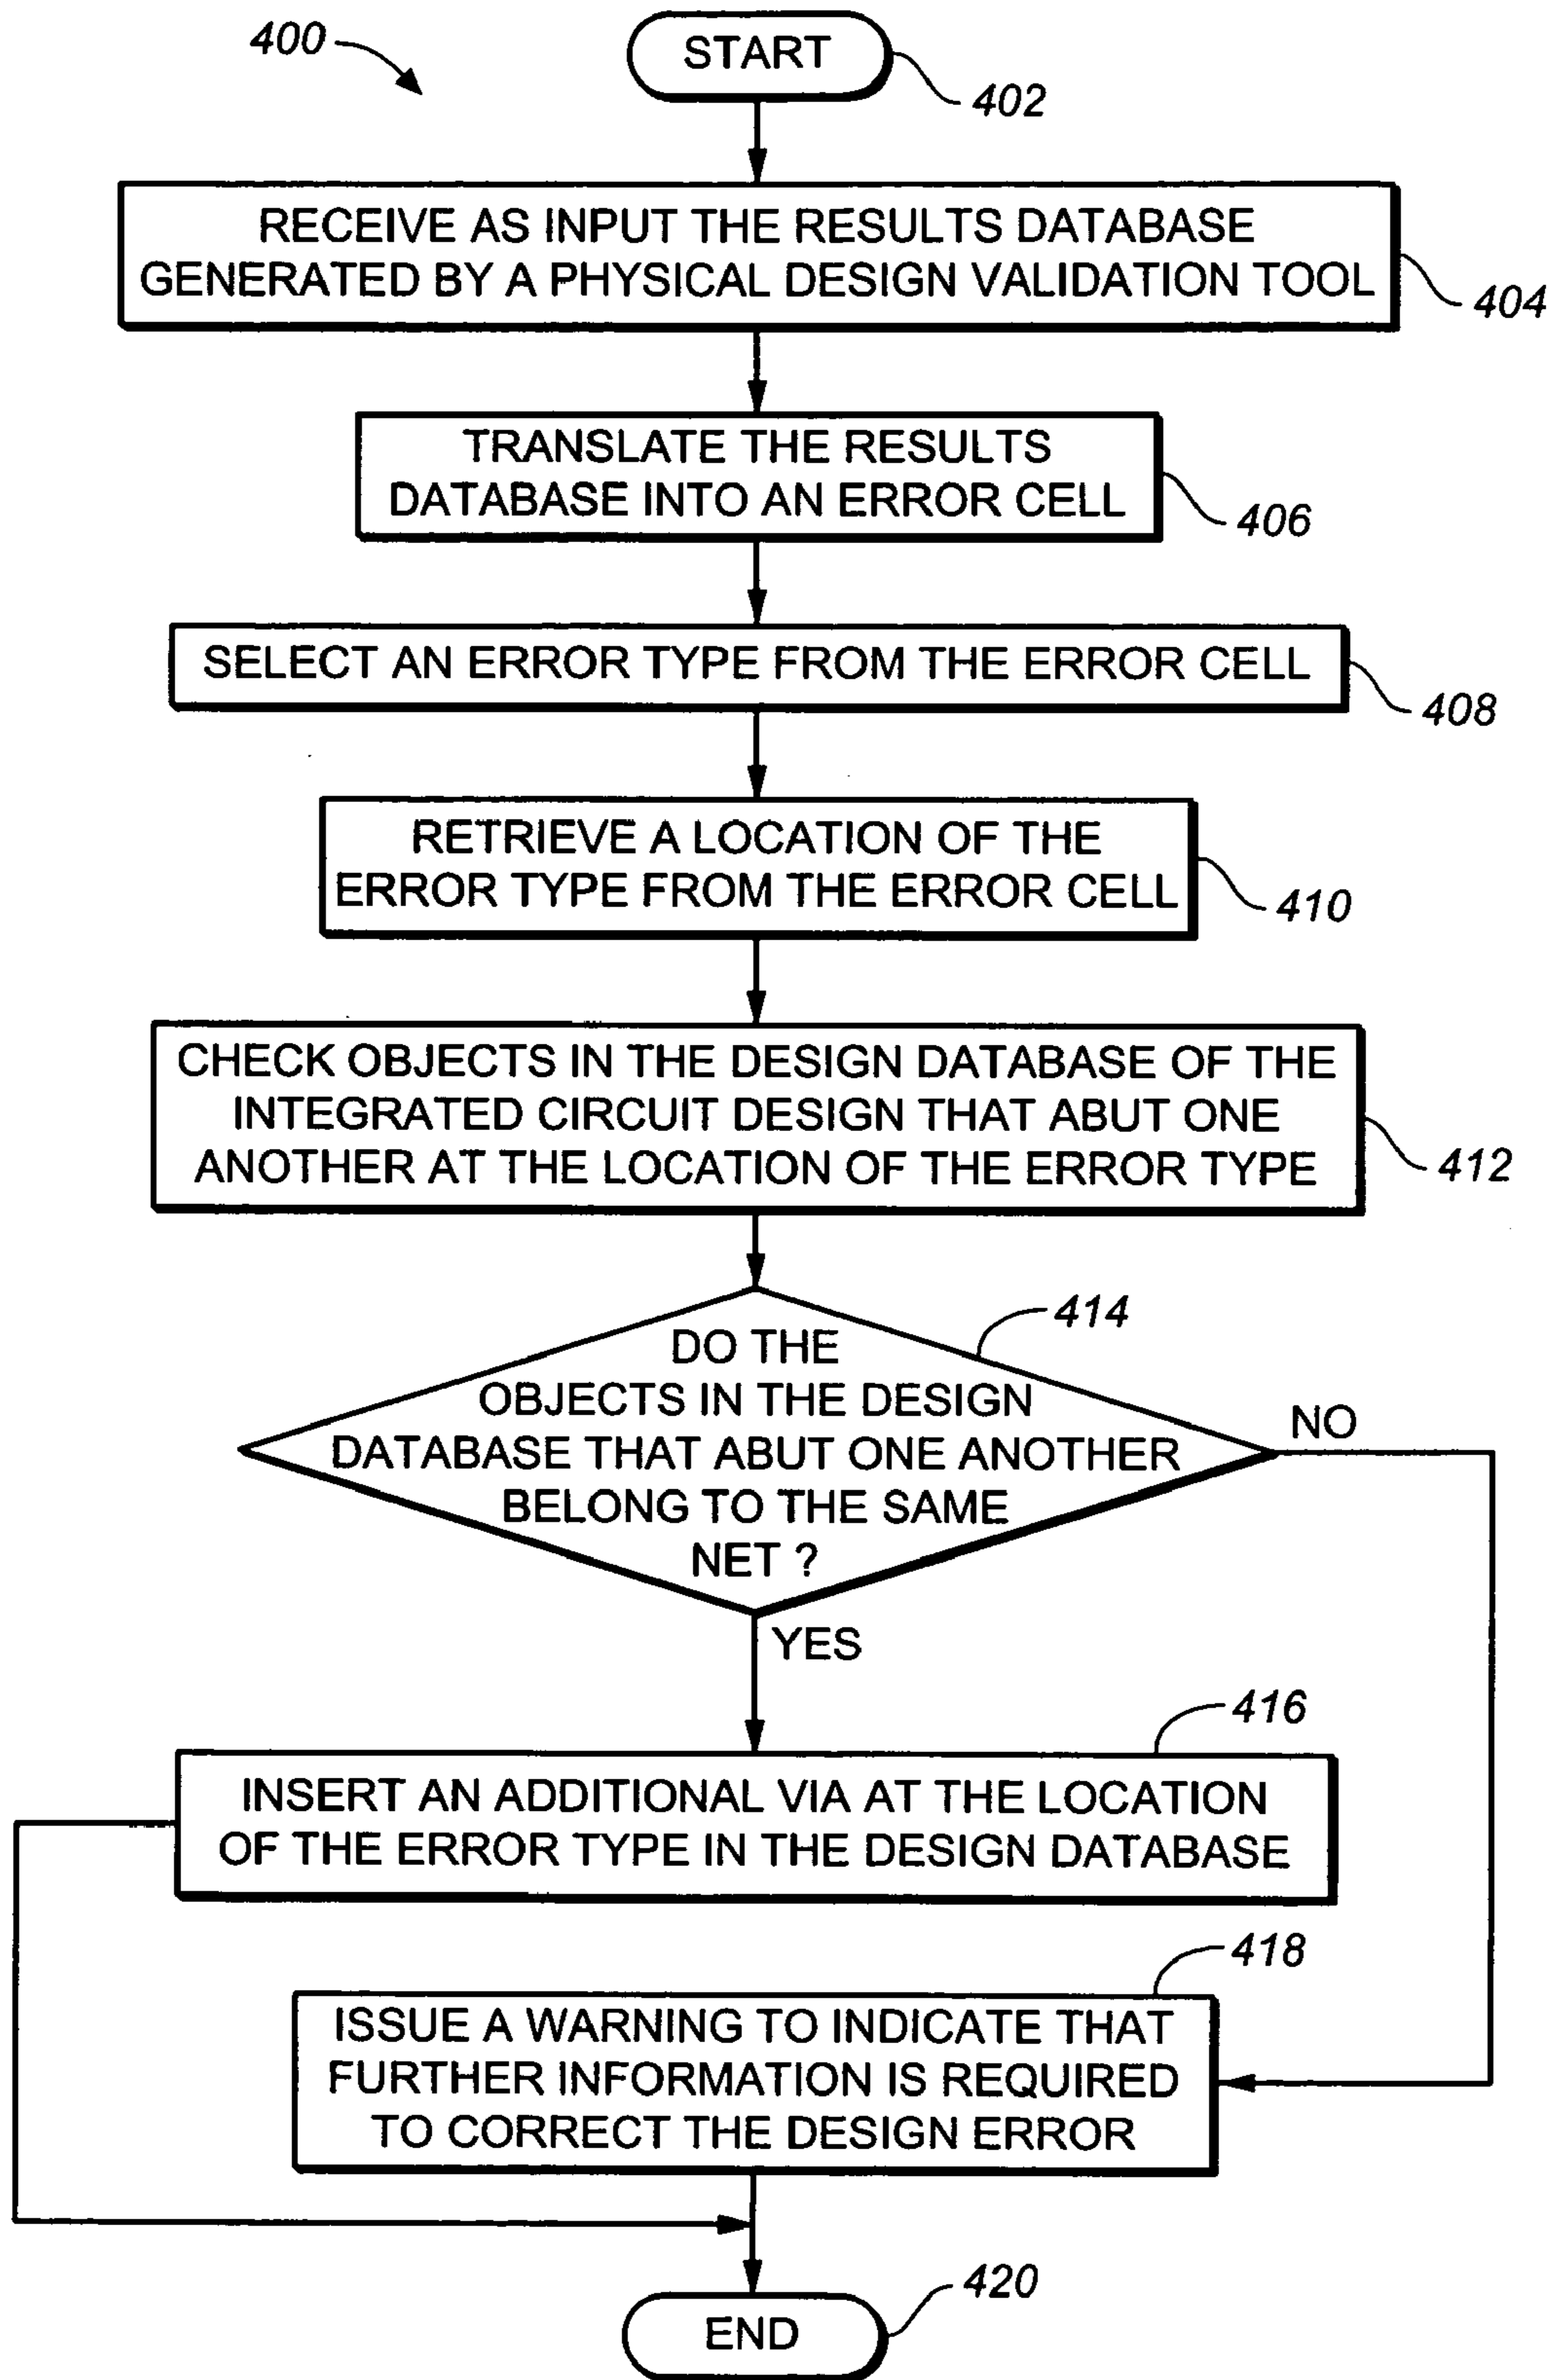 400
START
402
RECEIVE AS INPUT THE RESULTS DATABASE
GENERATED BY A PHYSICAL DESIGN VALIDATION TOOL
404
TRANSLATE THE RESULTS
DATABASE INTO AN ERROR CELL
406
SELECT AN ERROR TYPE FROM THE ERROR CELL
408
RETRIEVE A LOCATION OF THE
ERROR TYPE FROM THE ERROR CELL
410
CHECK OBJECTS IN THE DESIGN DATABASE OF THE
INTEGRATED CIRCUIT DESIGN THAT ABUT ONE
ANOTHER AT THE LOCATION OF THE ERROR TYPE
412
414
DO THE
OBJECTS IN THE DESIGN
DATABASE THAT ABUT ONE ANOTHER
BELONG TO THE SAME
NET ?
NO
YES
416
INSERT AN ADDITIONAL VIA AT THE LOCATION
OF THE ERROR TYPE IN THE DESIGN DATABASE
418
ISSUE A WARNING TO INDICATE THAT
FURTHER INFORMATION IS REQUIRED
TO CORRECT THE DESIGN ERROR
420
END